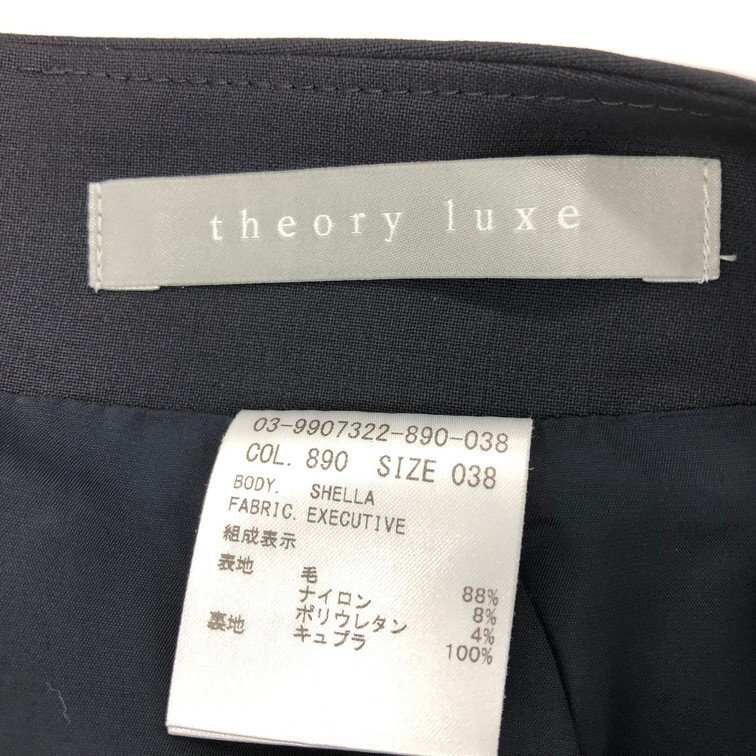 theory luxe
03-9907322-890-038
COL. 890 SIZE 038
BODY. SHELLA
FABRIC. EXECUTIVE
組成表示
表地 毛 88%
ナイロン 8%
ポリウレタン 4%
裏地 キュプラ 100%